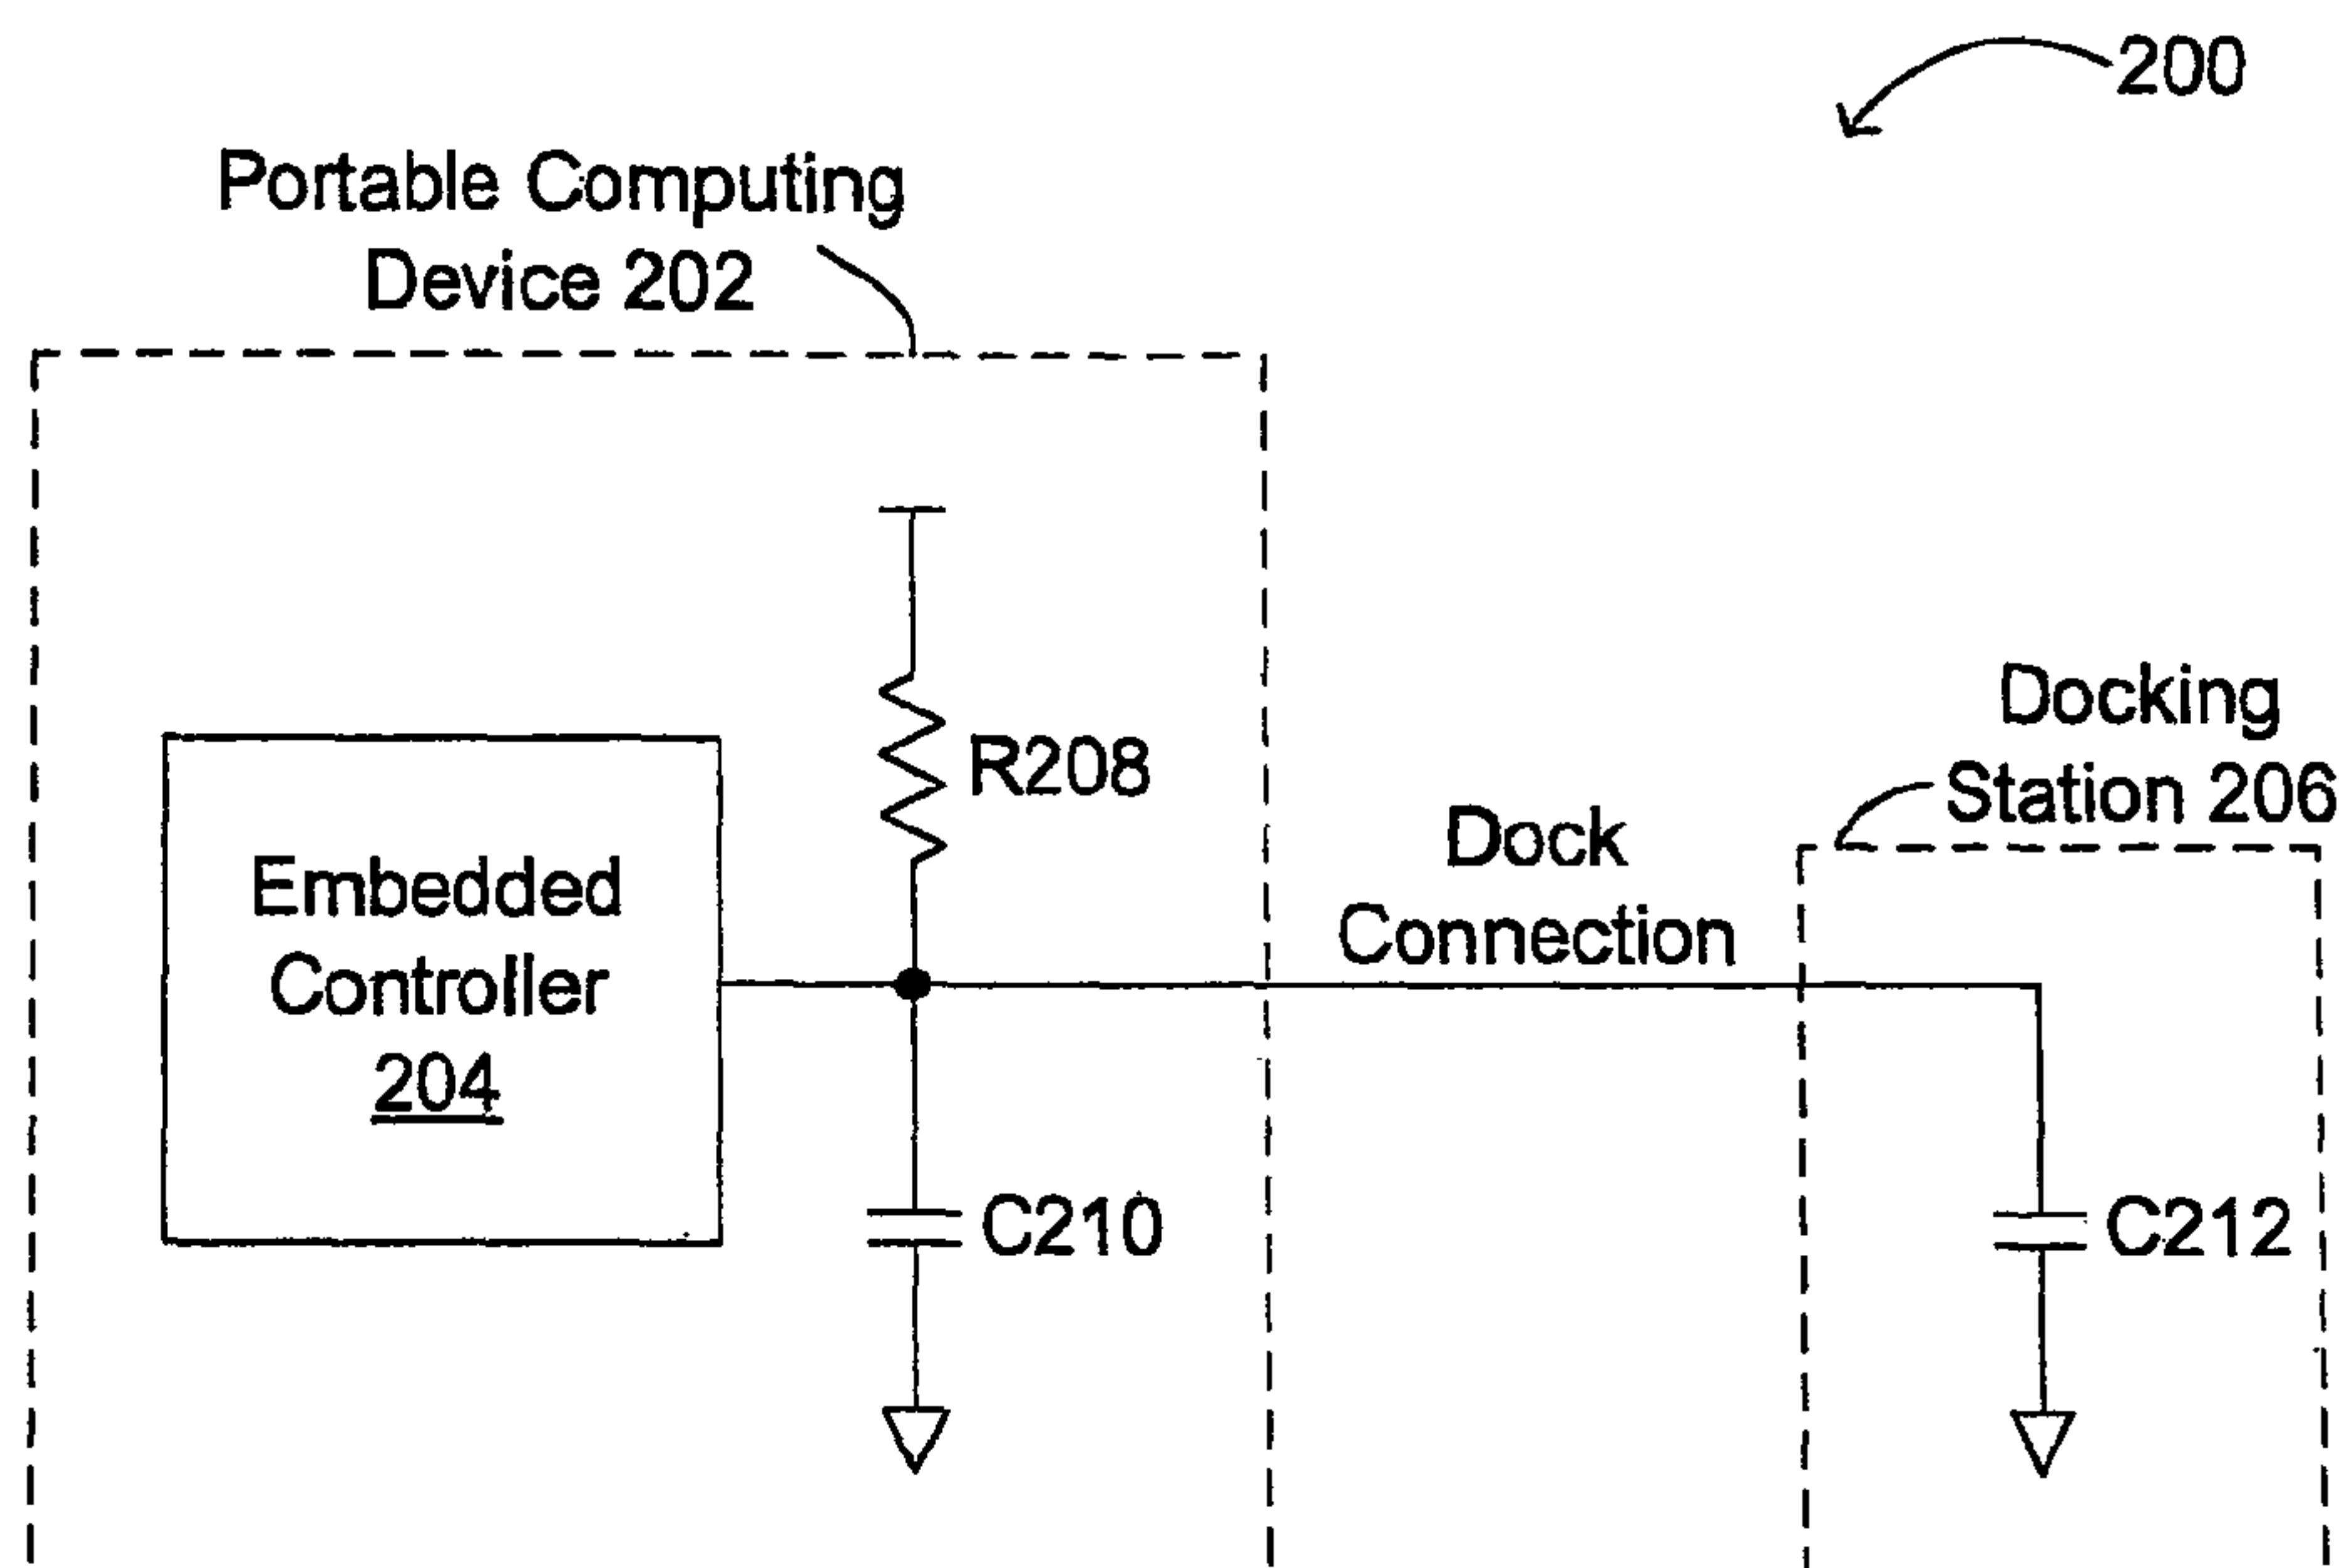 200
Portable Computing
Device 202
R208
Docking
Station 206
Dock
Connection
Embedded
Controller
204
C210
C212